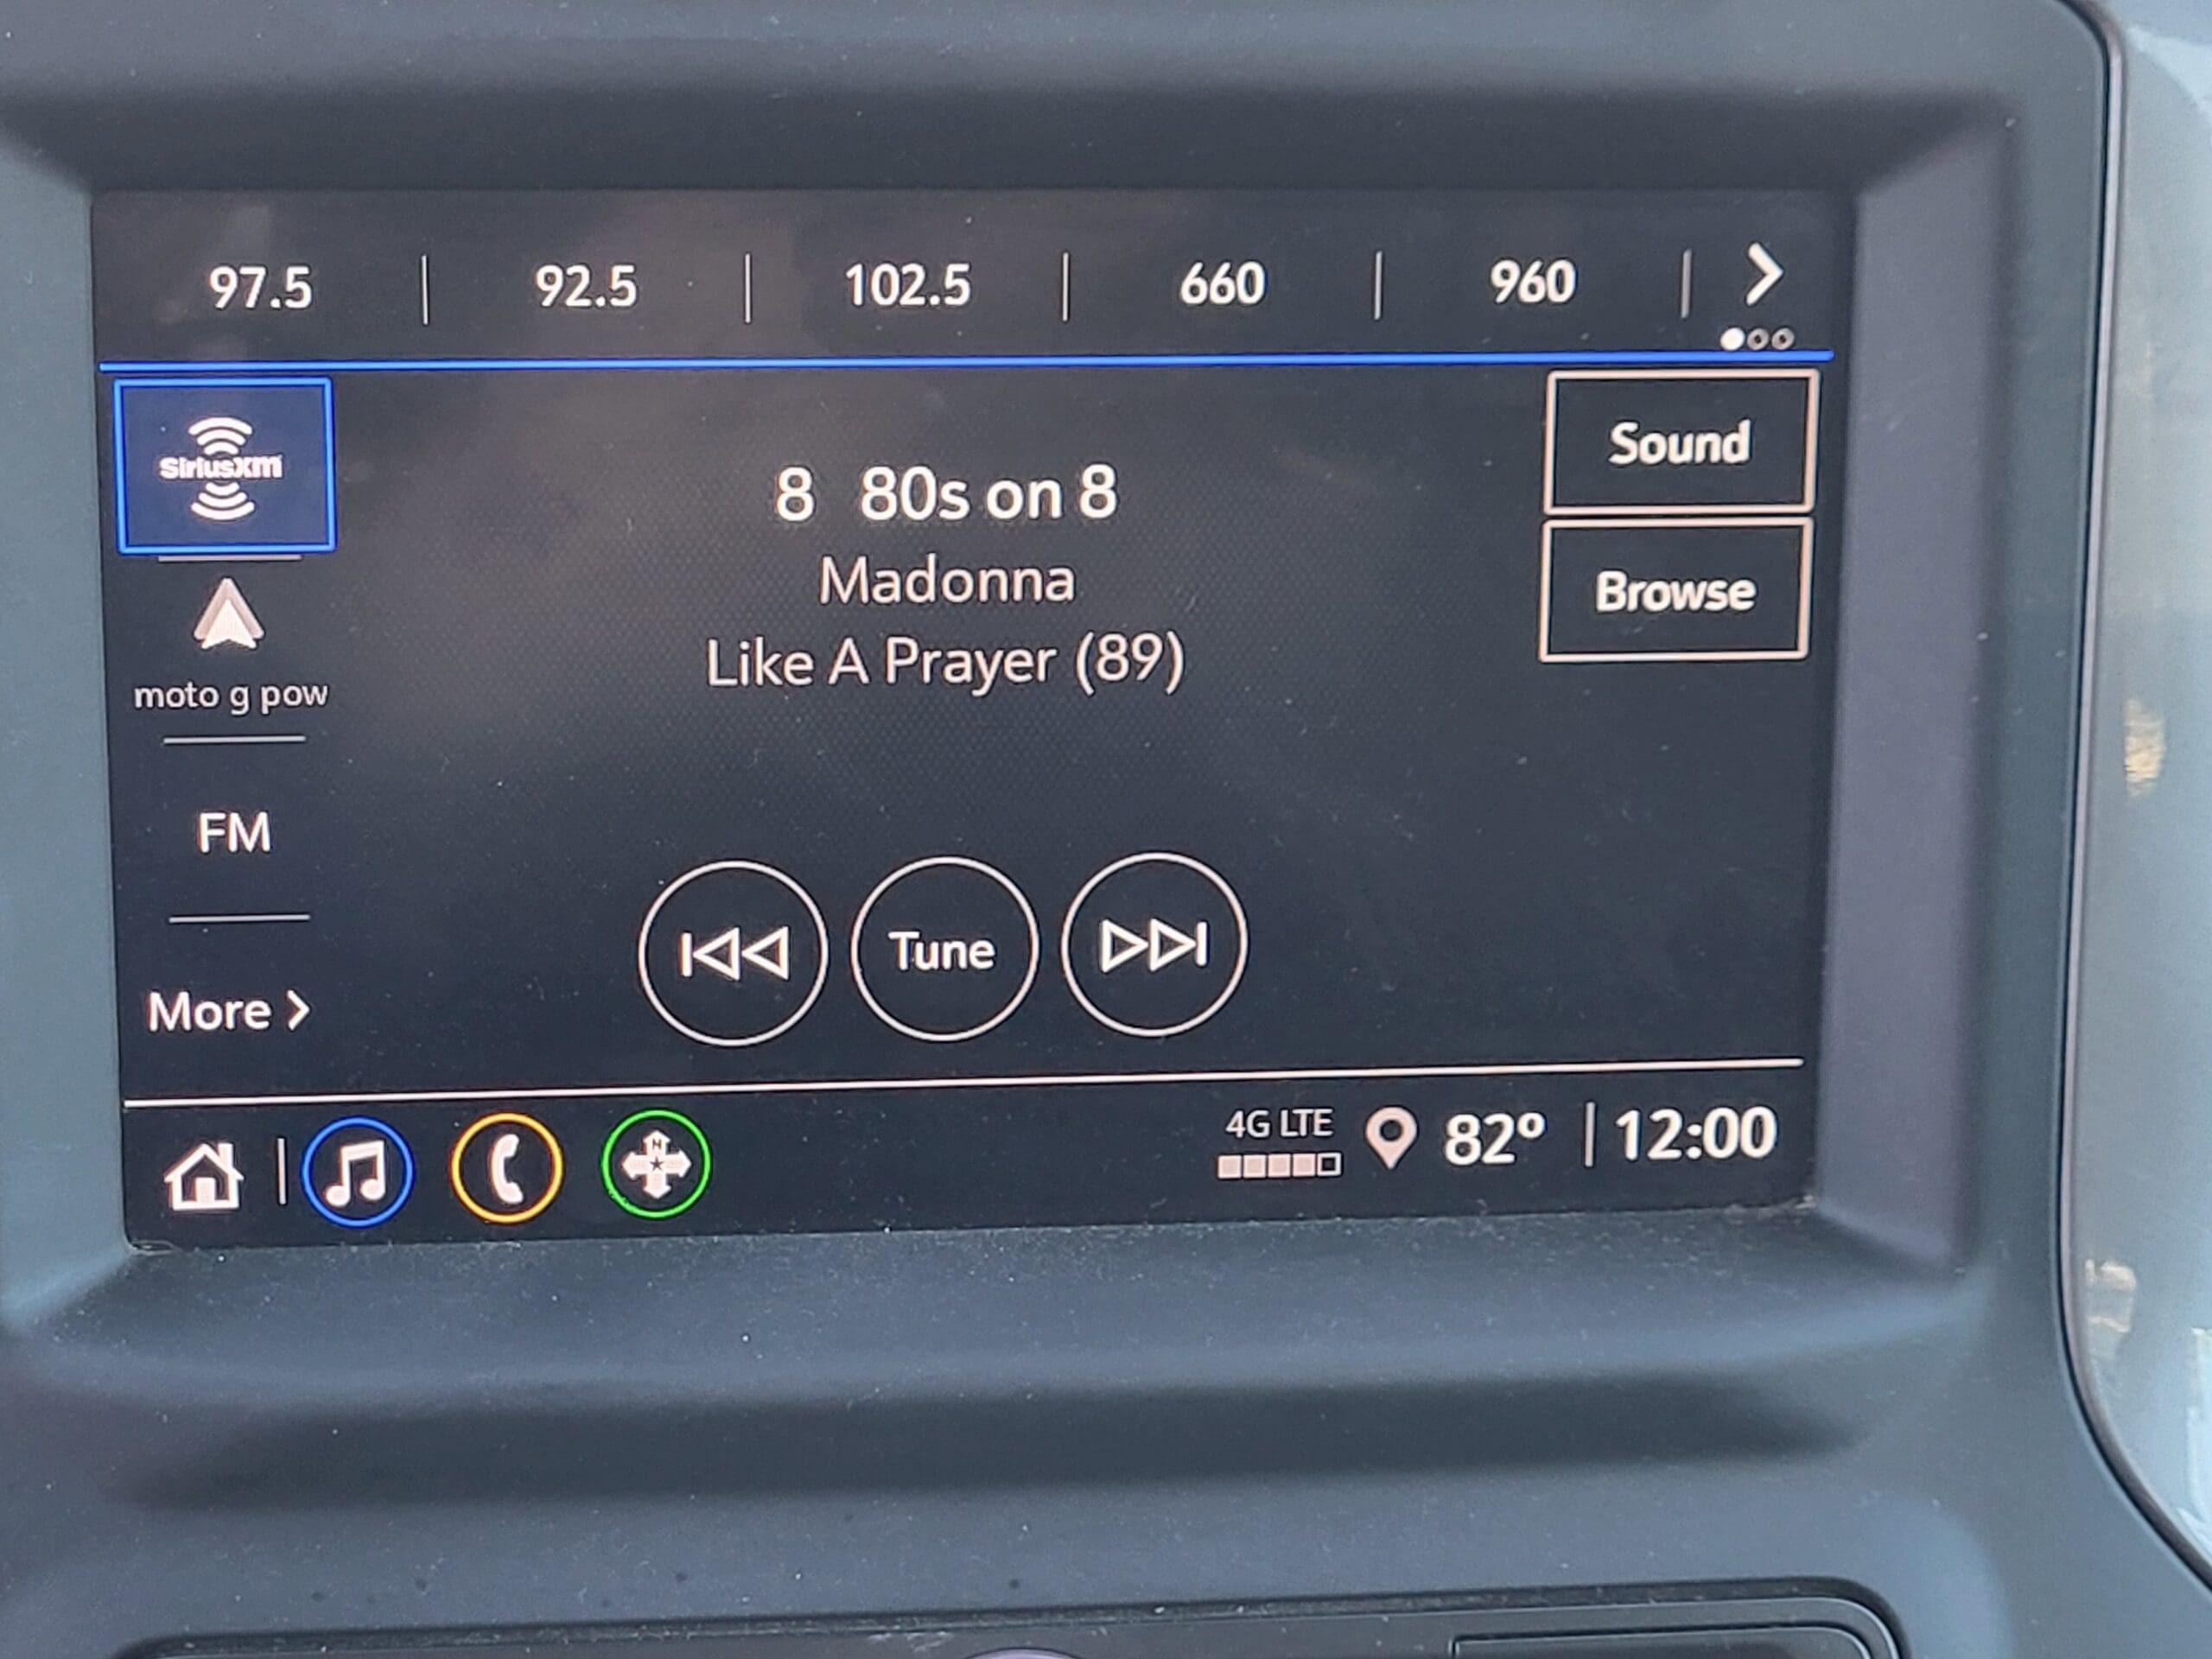 97.5 | 92.5 | 102.5 | 660 | 960 |
SiriusXM
8 80s on 8
Sound
Madonna
Browse
Like A Prayer (89)
moto g pow
FM
Tune
More >
4G LTE
N
82° | 12:00